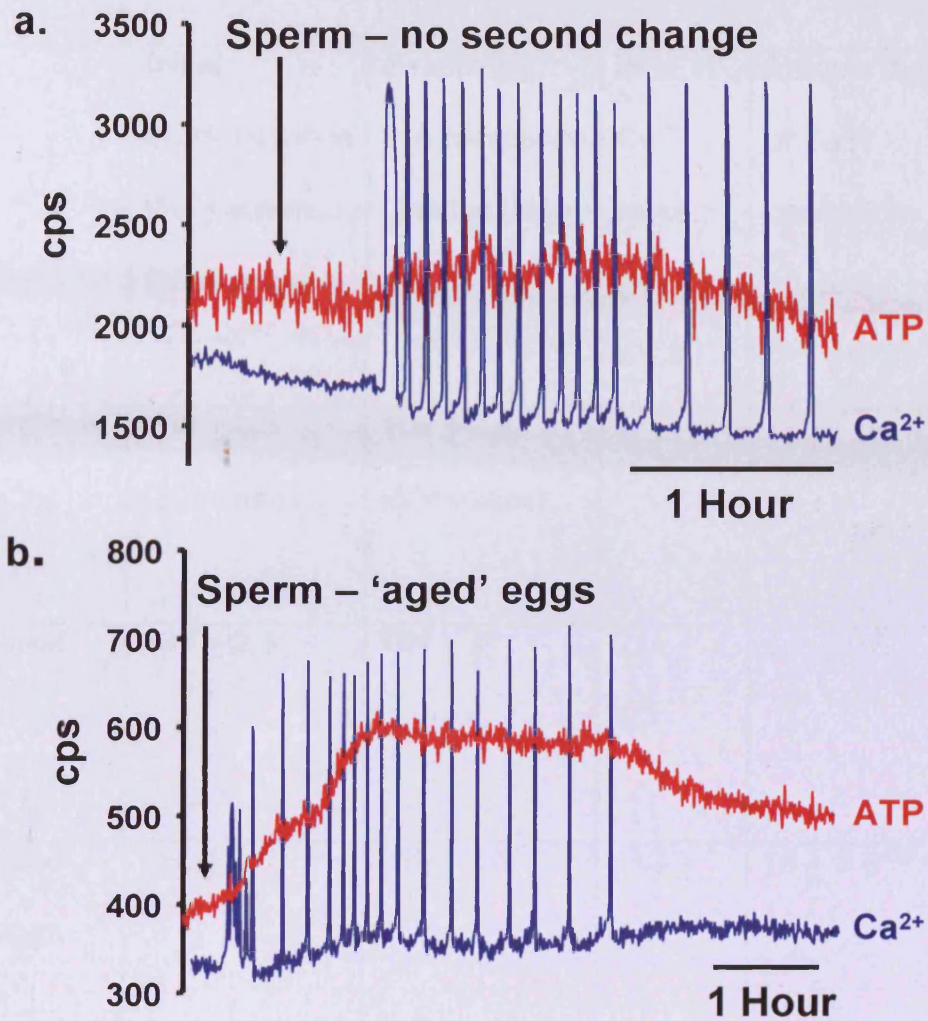 a.
3500
Sperm – no second change
3000
2500
cps
2000
ATP
1500
Ca²⁺
1 Hour
b.
800
Sperm – 'aged' eggs
700
600
cps
500
ATP
400
Ca²⁺
300
1 Hour